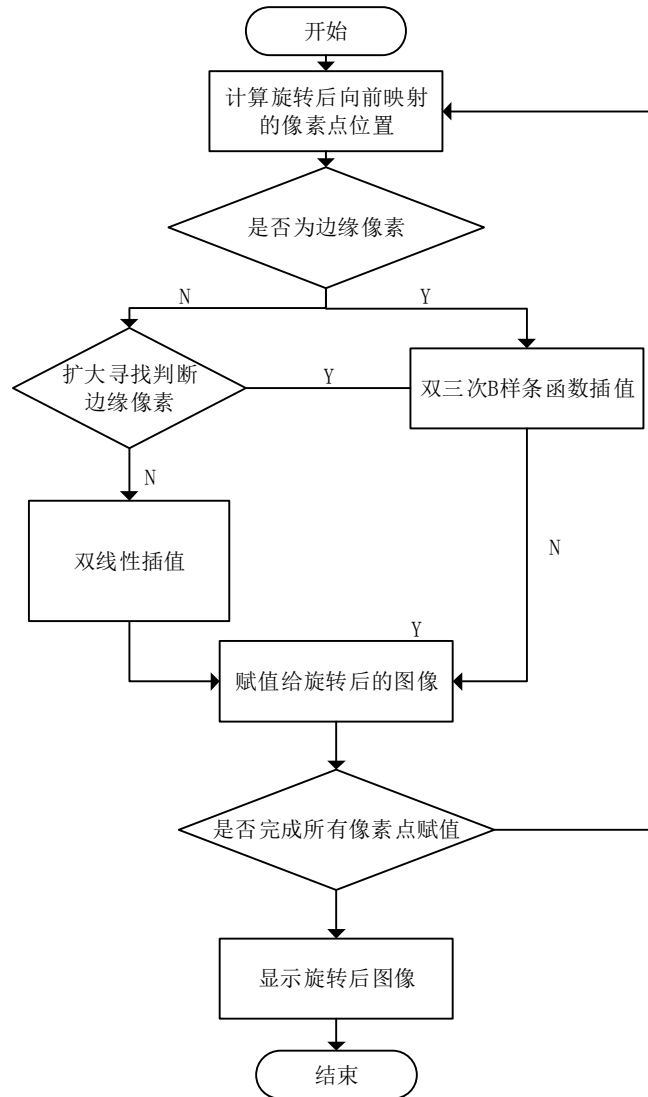 开始
计算旋转后向前映射
的像素点位置
是否为边缘像素
N
Y
扩大寻找判断
边缘像素
Y
双三次B样条函数插值
N
双线性插值
N
Y
赋值给旋转后的图像
是否完成所有像素点赋值
显示旋转后图像
结束